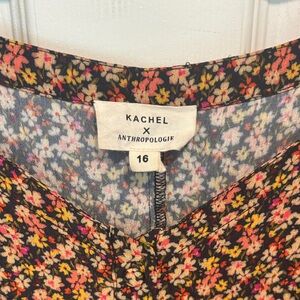 KACHEL
X
ANTHROPOLOGIE
16